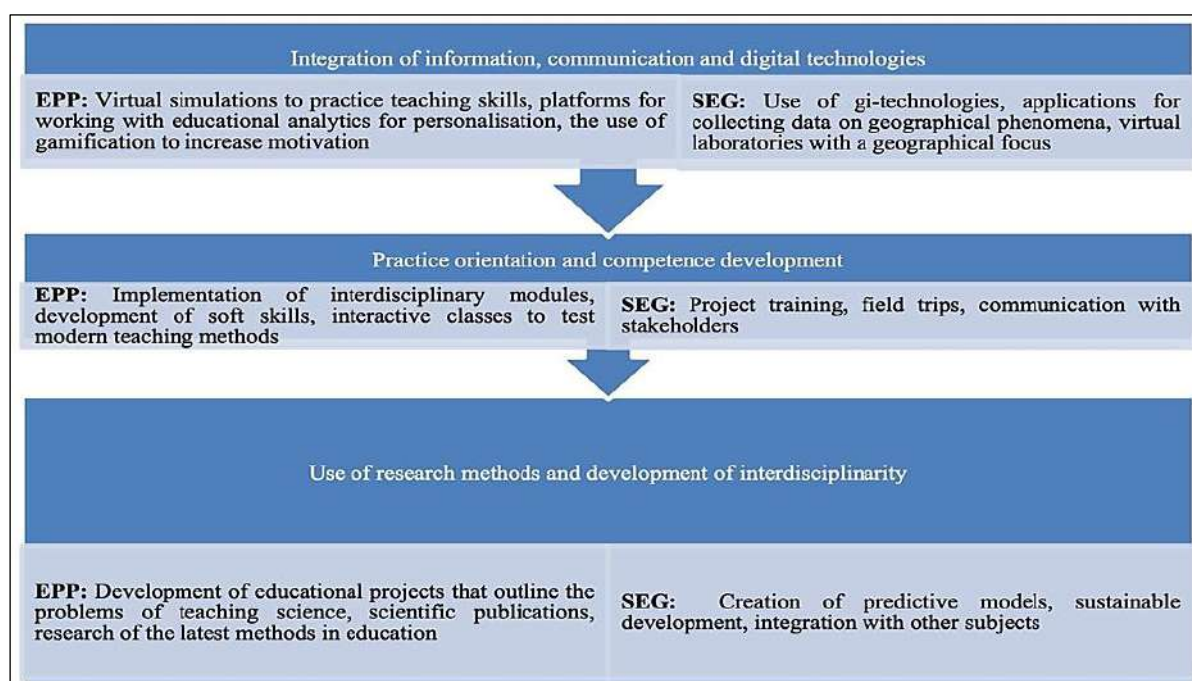 Integration of information, communication and digital technologies
EPP: Virtual simulations to practice teaching skills, platforms for
working with educational analytics for personalisation, the use of
gamification to increase motivation
SEG: Use of gi-technologies, applications for
collecting data on geographical phenomena, virtual
laboratories with a geographical focus
Practice orientation and competence development
EPP: Implementation of interdisciplinary modules,
development of soft skills, interactive classes to test
modern teaching methods
SEG: Project training, field trips, communication with
stakeholders
Use of research methods and development of interdisciplinarity
EPP: Development of educational projects that outline the
problems of teaching science, scientific publications,
research of the latest methods in education
SEG: Creation of predictive models, sustainable
development, integration with other subjects